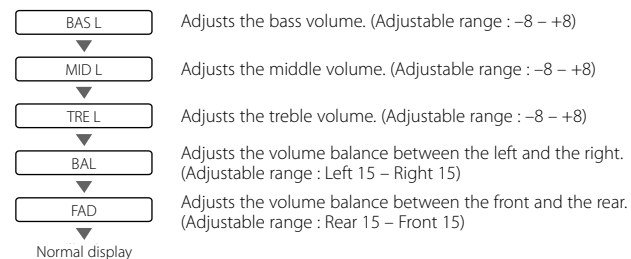 BAS L
Adjusts the bass volume. (Adjustable range : –8 – +8)
MID L
Adjusts the middle volume. (Adjustable range : –8 – +8)
TRE L
Adjusts the treble volume. (Adjustable range : –8 – +8)
BAL
Adjusts the volume balance between the left and the right.
(Adjustable range : Left 15 – Right 15)
FAD
Adjusts the volume balance between the front and the rear.
(Adjustable range : Rear 15 – Front 15)
Normal display